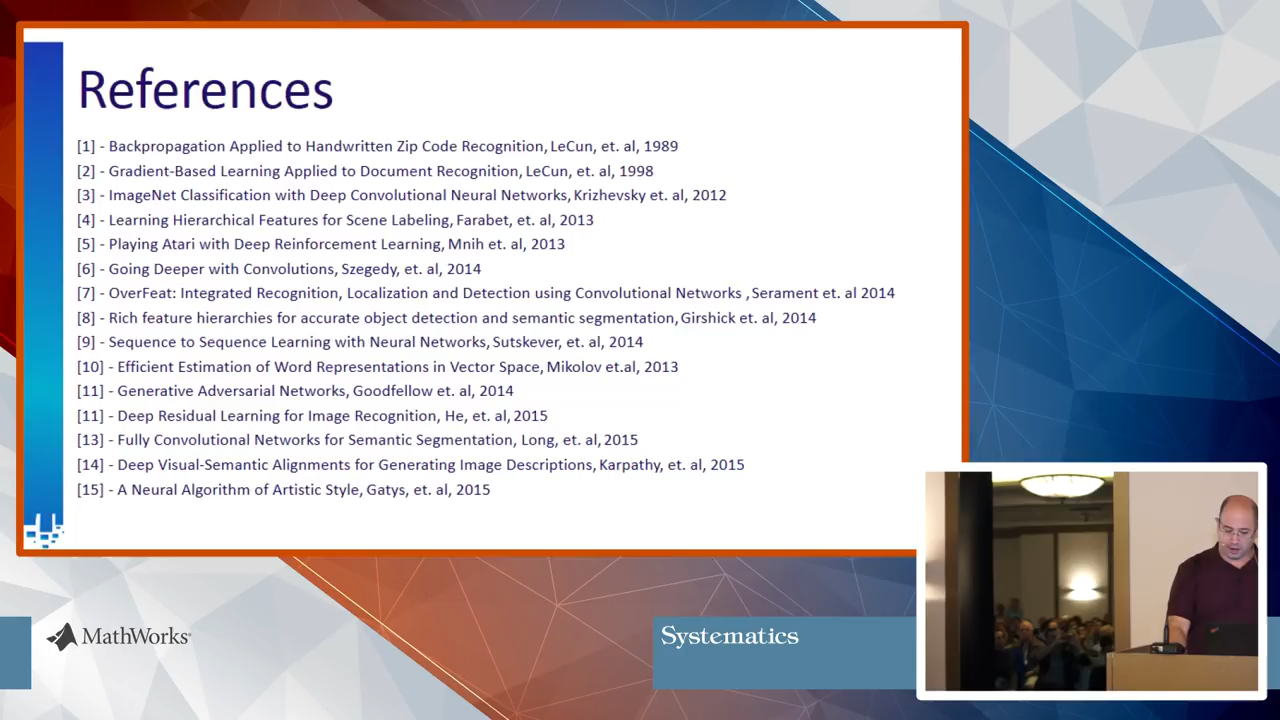 References
[1] - Backpropagation Applied to Handwritten Zip Code Recognition, LeCun, et. al, 1989
[2] - Gradient-Based Learning Applied to Document Recognition, LeCun, et. al, 1998
[3] - ImageNet Classification with Deep Convolutional Neural Networks, Krizhevsky et. al, 2012
[4] - Learning Hierarchical Features for Scene Labeling, Farabet, et. al, 2013
[5] - Playing Atari with Deep Reinforcement Learning, Mnih et. al, 2013
[6] - Going Deeper with Convolutions, Szegedy, et. al, 2014
[7] - OverFeat: Integrated Recognition, Localization and Detection using Convolutional Networks , Serament et. al 2014
[8] - Rich feature hierarchies for accurate object detection and semantic segmentation, Girshick et. al, 2014
[9] - Sequence to Sequence Learning with Neural Networks, Sutskever, et. al, 2014
[10] - Efficient Estimation of Word Representations in Vector Space, Mikolov et.al, 2013
[11] - Generative Adversarial Networks, Goodfellow et. al, 2014
[11] - Deep Residual Learning for Image Recognition, He, et. al, 2015
[13] - Fully Convolutional Networks for Semantic Segmentation, Long, et. al, 2015
[14] - Deep Visual-Semantic Alignments for Generating Image Descriptions, Karpathy, et. al, 2015
[15] - A Neural Algorithm of Artistic Style, Gatys, et. al, 2015
MathWorks
Systematics